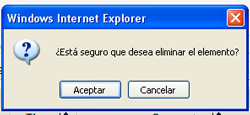 Windows Internet Explorer
¿Está seguro que desea eliminar el elemento?
Aceptar
Cancelar